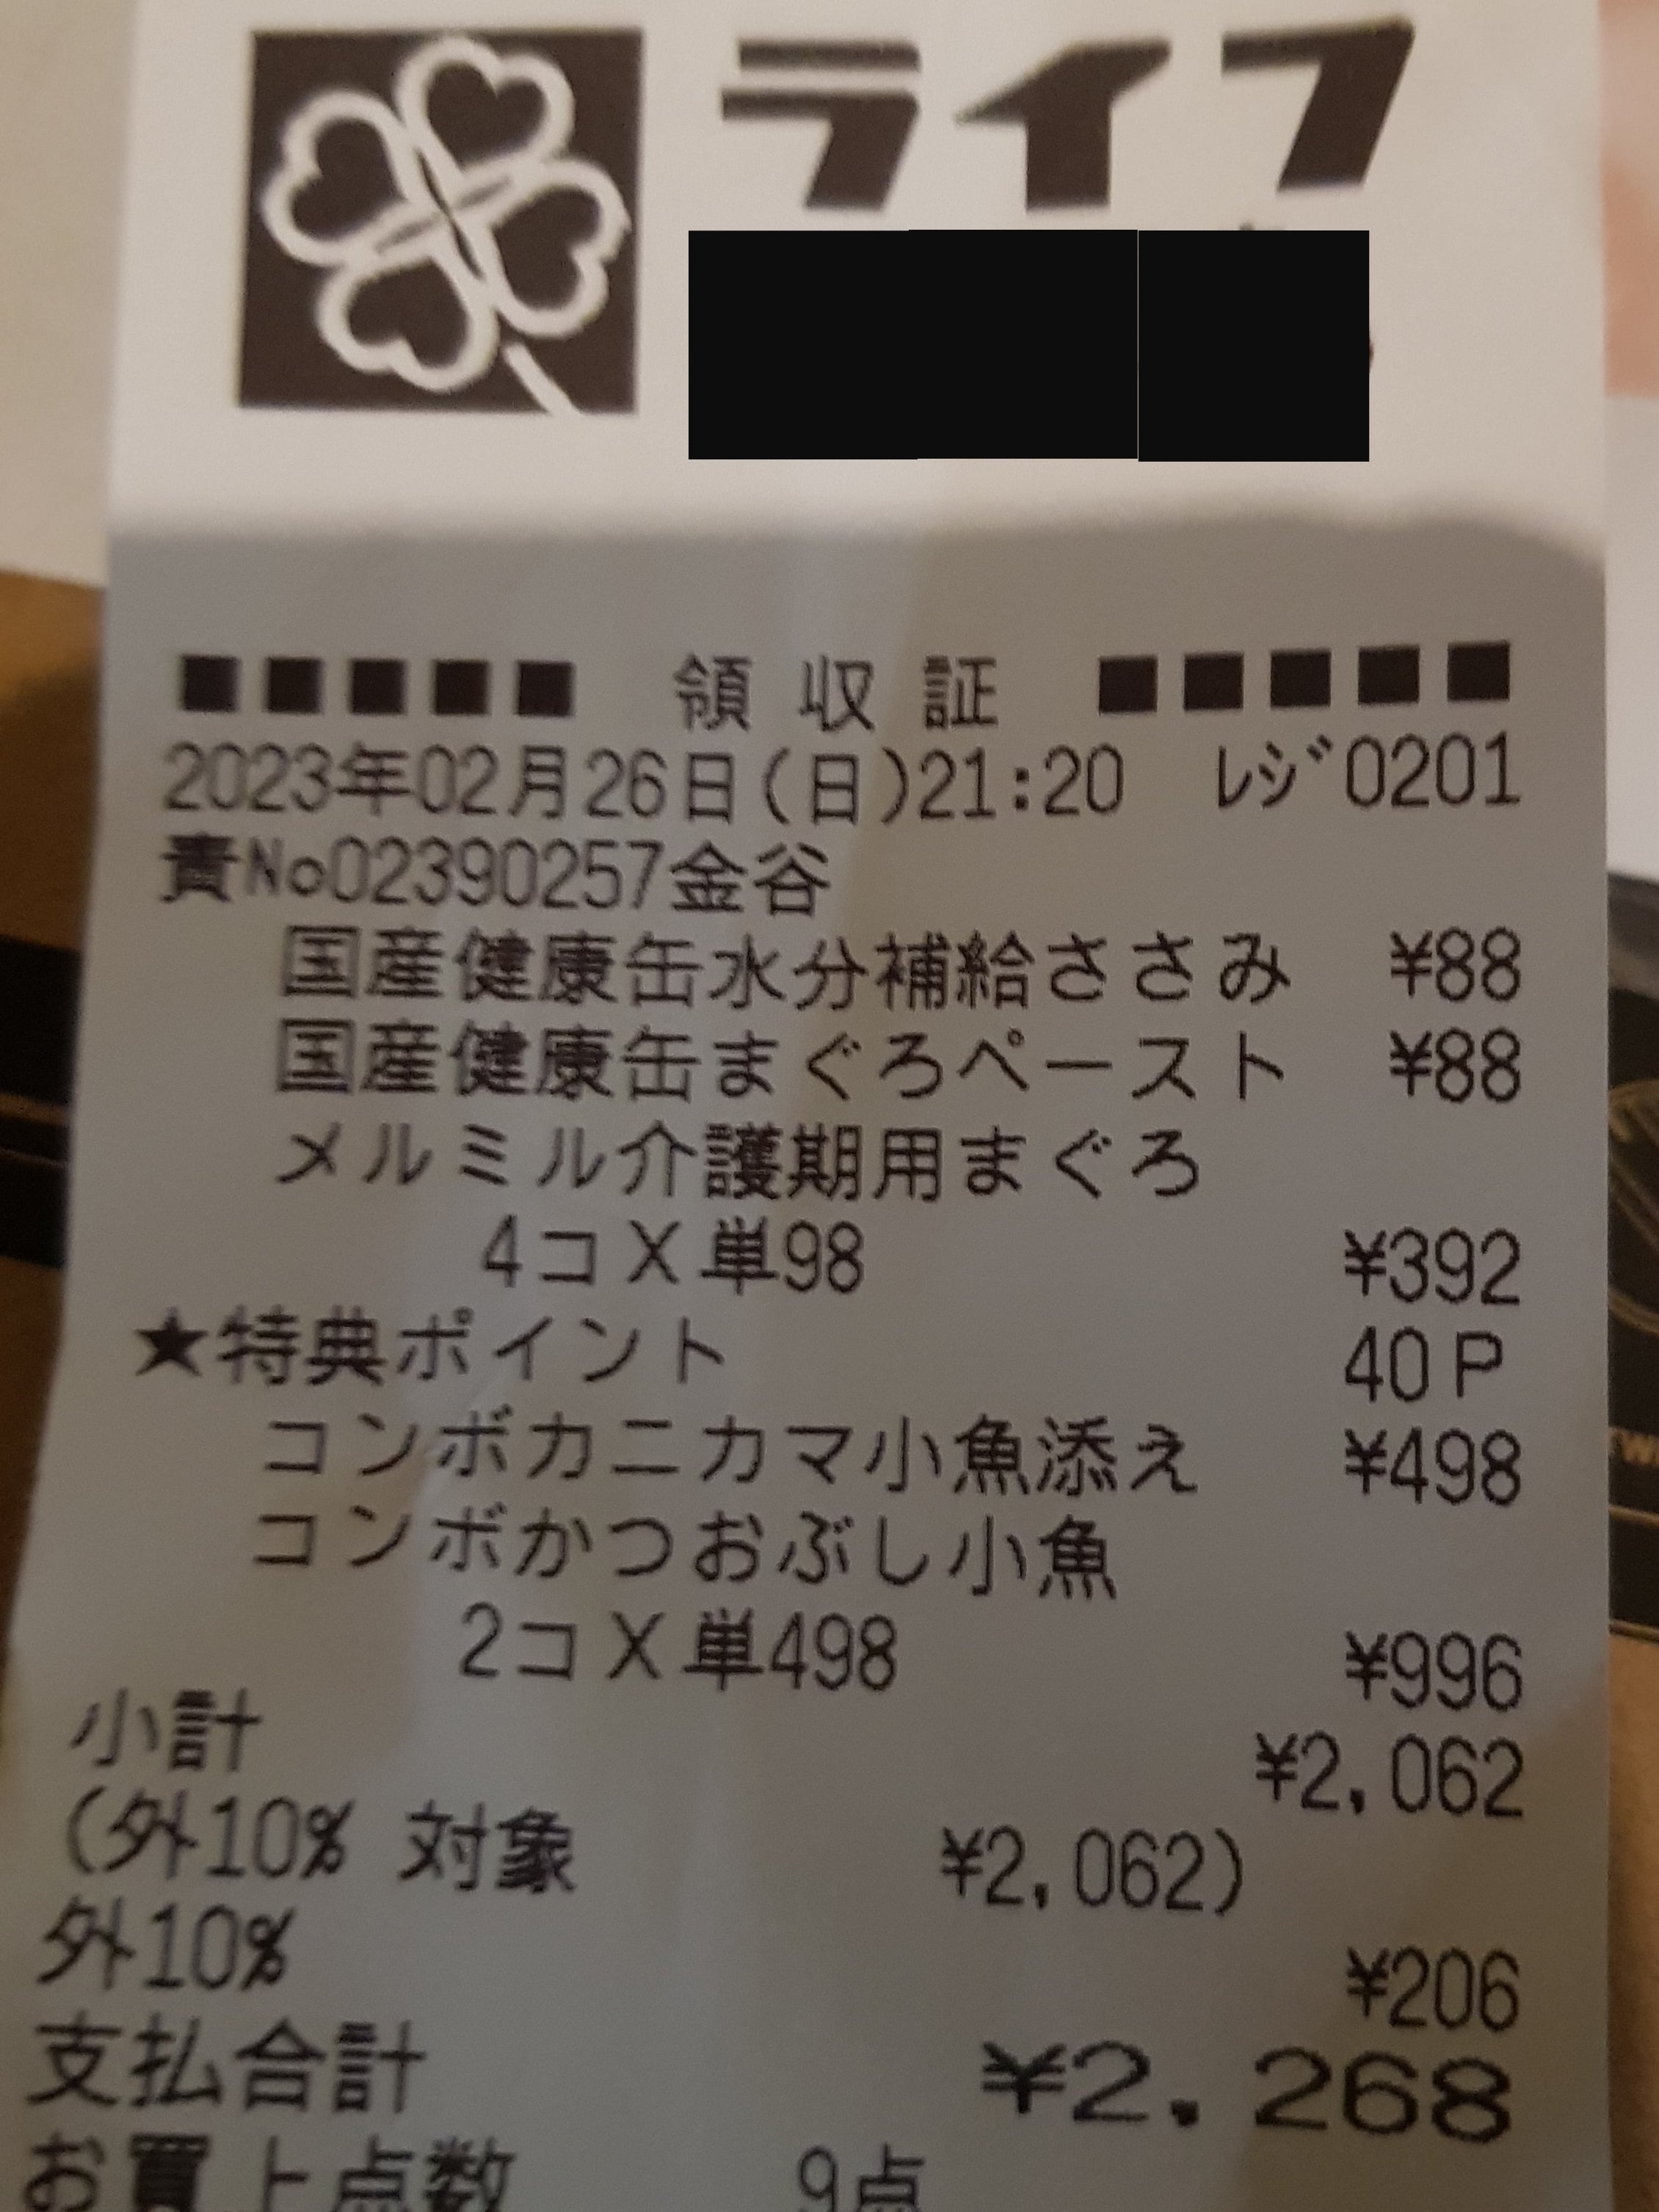 ライフ
■■■■■ 領収証 ■■■■■
2023年02月26日(日)21:20 ﾚｼﾞ0201
責No02390257金谷
国産健康缶水分補給ささみ ¥88
国産健康缶まぐろペースト ¥88
メルミル介護期用まぐろ
4コX単98 ¥392
★特典ポイント 40P
コンボカニカマ小魚添え ¥498
コンボかつおぶし小魚
2コX単498 ¥996
小計 ¥2,062
(外10% 対象 ¥2,062)
外10% ¥206
支払合計 ¥2,268
お買上点数 9点